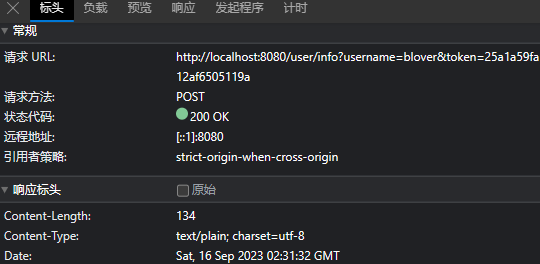 标头 负载 预览 响应 发起程序 计时
常规
请求 URL: http://localhost:8080/user/info?username=blover&token=25a1a59fa
12af6505119a
请求方法: POST
状态代码: 200 OK
远程地址: [::1]:8080
引用者策略: strict-origin-when-cross-origin
响应标头 原始
Content-Length: 134
Content-Type: text/plain; charset=utf-8
Date: Sat, 16 Sep 2023 02:31:32 GMT